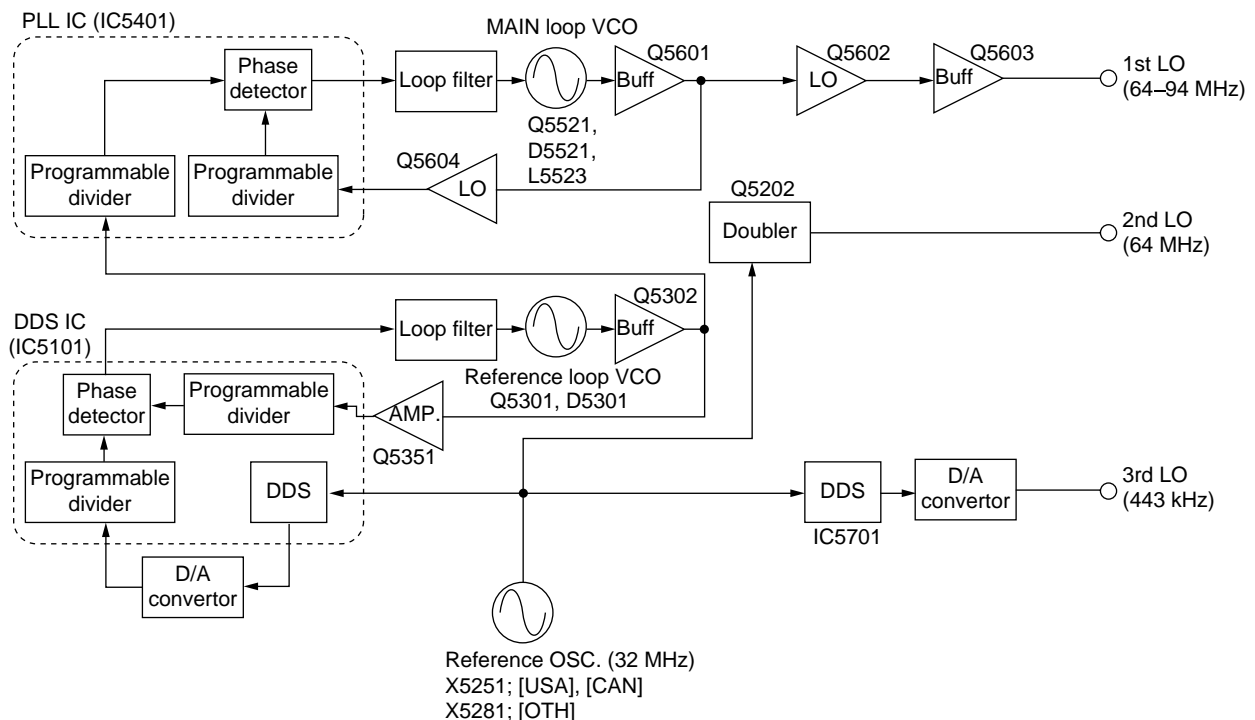 PLL IC (IC5401)
MAIN loop VCO
Phase
detector
Loop filter
Q5601
Buff
Q5602
LO
Q5603
Buff
1st LO
(64–94 MHz)
Q5521,
D5521,
L5523
Programmable
divider
Programmable
divider
Q5604
LO
Q5202
Doubler
2nd LO
(64 MHz)
DDS IC
(IC5101)
Loop filter
Q5302
Buff
Reference loop VCO
Q5301, D5301
Phase
detector
Programmable
divider
AMP.
Q5351
Programmable
divider
DDS
DDS
IC5701
D/A
convertor
3rd LO
(443 kHz)
D/A
convertor
Reference OSC. (32 MHz)
X5251; [USA], [CAN]
X5281; [OTH]